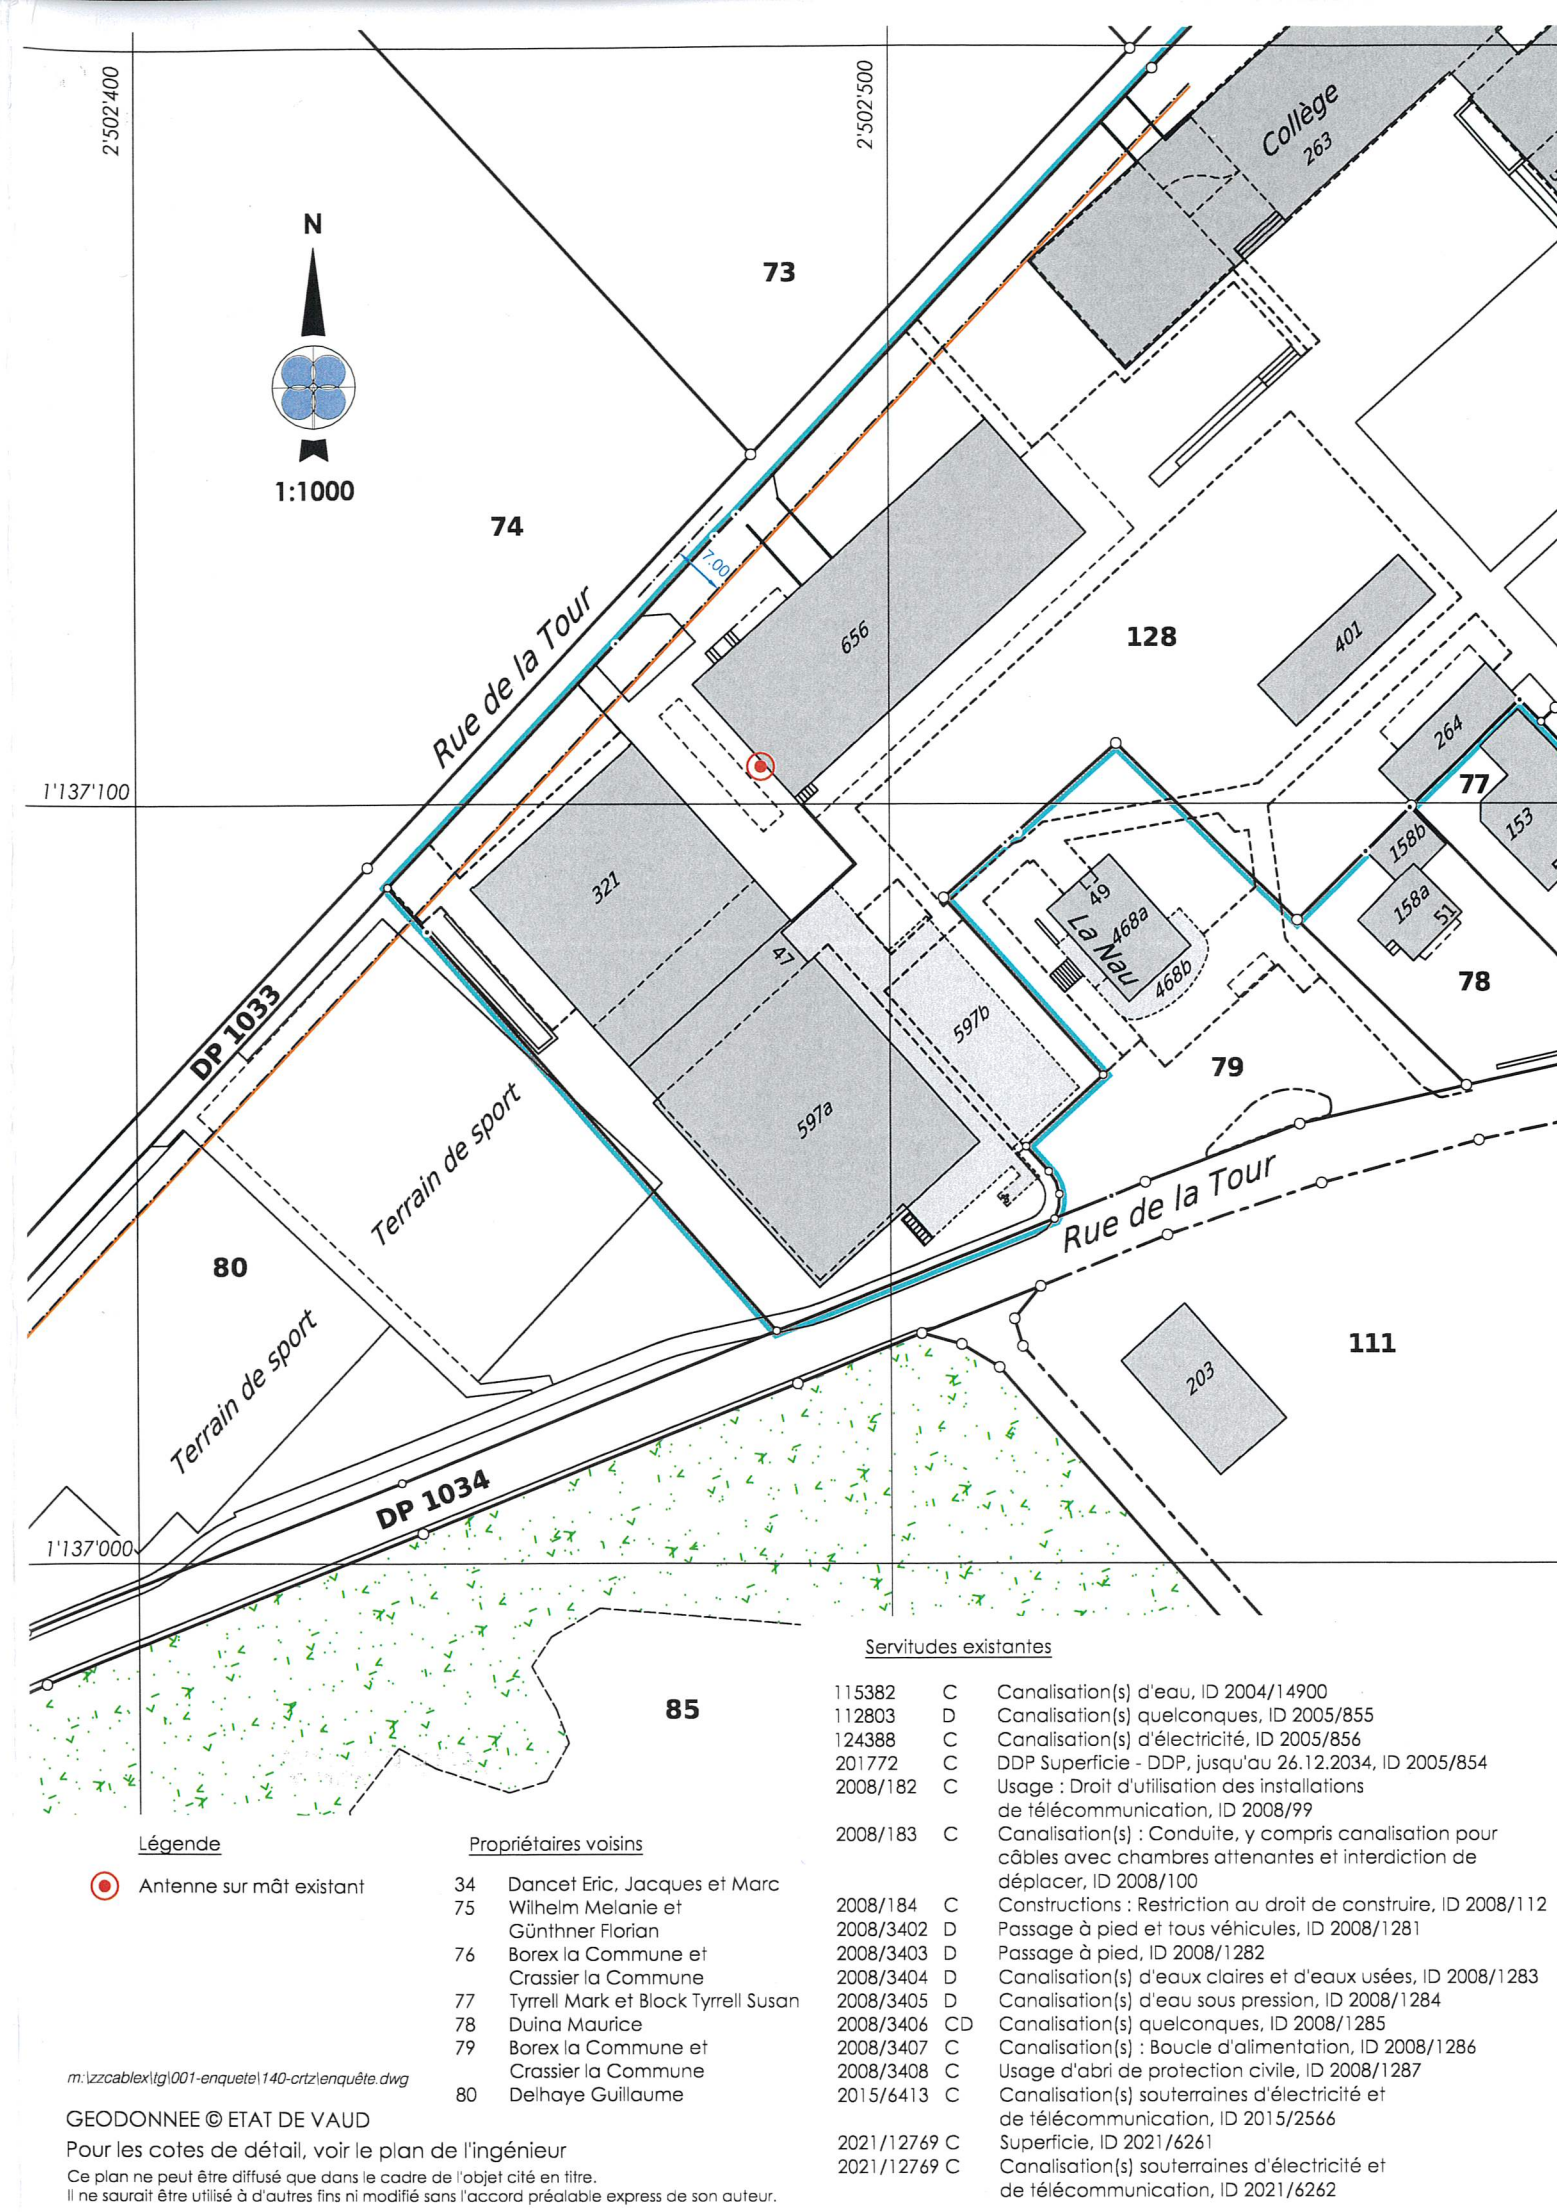 2'502'400
2'502'500
Collège
263
N
73
1:1000
74
7.00
Rue de la Tour
656
128
401
264
1'137'100
77
153
158b
321
49
468a
158a
51
La Nau
47
468b
78
DP 1033
597b
79
Terrain de sport
597a
Rue de la Tour
80
111
Terrain de sport
203
DP 1034
1'137'000
85
Servitudes existantes
115382 C Canalisation(s) d'eau, ID 2004/14900
112803 D Canalisation(s) quelconques, ID 2005/855
124388 C Canalisation(s) d'électricité, ID 2005/856
201772 C DDP Superficie - DDP, jusqu'au 26.12.2034, ID 2005/854
2008/182 C Usage : Droit d'utilisation des installations
de télécommunication, ID 2008/99
2008/183 C Canalisation(s) : Conduite, y compris canalisation pour
câbles avec chambres attenantes et interdiction de
déplacer, ID 2008/100
2008/184 C Constructions : Restriction au droit de construire, ID 2008/112
2008/3402 D Passage à pied et tous véhicules, ID 2008/1281
2008/3403 D Passage à pied, ID 2008/1282
2008/3404 D Canalisation(s) d'eaux claires et d'eaux usées, ID 2008/1283
2008/3405 D Canalisation(s) d'eau sous pression, ID 2008/1284
2008/3406 CD Canalisation(s) quelconques, ID 2008/1285
2008/3407 C Canalisation(s) : Boucle d'alimentation, ID 2008/1286
2008/3408 C Usage d'abri de protection civile, ID 2008/1287
2015/6413 C Canalisation(s) souterraines d'électricité et
de télécommunication, ID 2015/2566
2021/12769 C Superficie, ID 2021/6261
2021/12769 C Canalisation(s) souterraines d'électricité et
de télécommunication, ID 2021/6262
Légende
Antenne sur mât existant
Propriétaires voisins
34 Dancet Eric, Jacques et Marc
75 Wilhelm Melanie et
Günthner Florian
76 Borex la Commune et
Crassier la Commune
77 Tyrrell Mark et Block Tyrrell Susan
78 Duina Maurice
79 Borex la Commune et
Crassier la Commune
80 Delhaye Guillaume
m:\zzcablex\tg\001-enquete\140-crtz\enquête.dwg
GEODONNEE © ETAT DE VAUD
Pour les cotes de détail, voir le plan de l'ingénieur
Ce plan ne peut être diffusé que dans le cadre de l'objet cité en titre.
Il ne saurait être utilisé à d'autres fins ni modifié sans l'accord préalable express de son auteur.